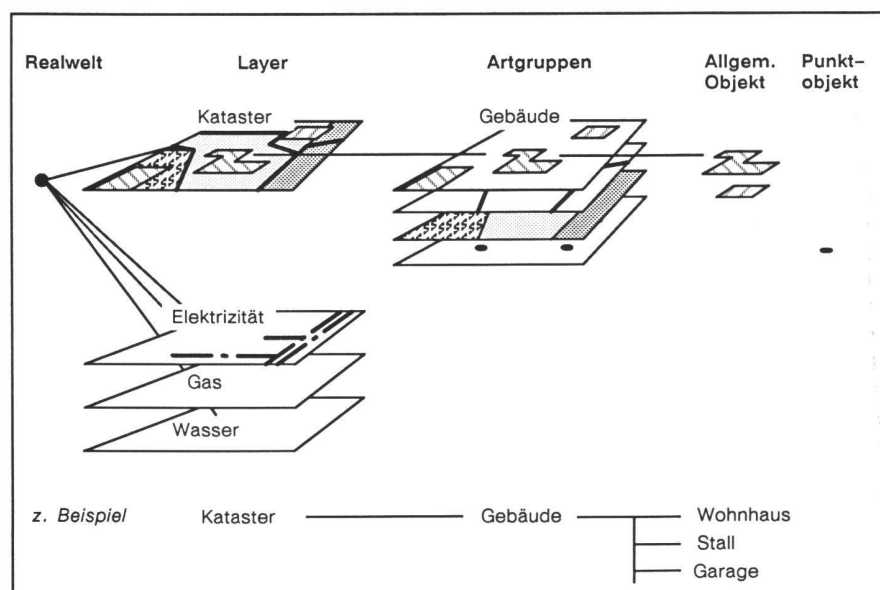 Realwelt
Layer
Artgruppen
Allgem.
Objekt
Punkt–
objekt
Kataster
Gebäude
Elektrizität
Gas
Wasser
z. Beispiel
Kataster
Gebäude
Wohnhaus
Stall
Garage